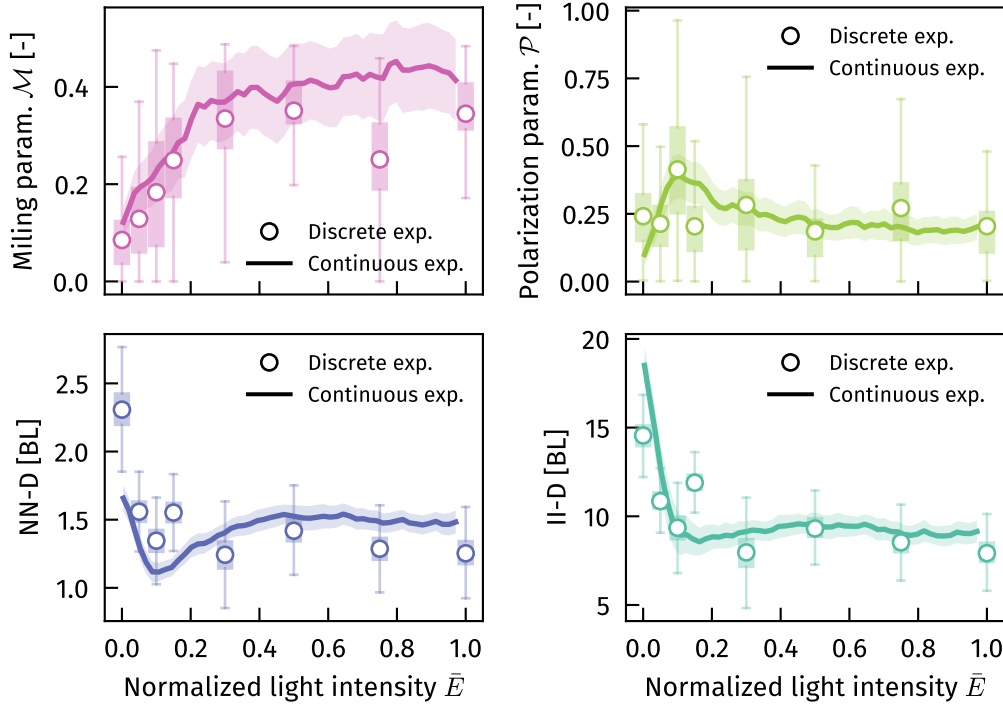 Miling param. ℳ [-]
0.4
0.2
0.0
Discrete exp.
Continuous exp.
Polarization param. 𝒫 [-]
1.00
0.75
0.50
0.25
0.00
Discrete exp.
Continuous exp.
NN-D [BL]
2.5
2.0
1.5
1.0
Discrete exp.
Continuous exp.
0.0 0.2 0.4 0.6 0.8 1.0
Normalized light intensity Ē
II-D [BL]
20
15
10
5
Discrete exp.
Continuous exp.
0.0 0.2 0.4 0.6 0.8 1.0
Normalized light intensity Ē